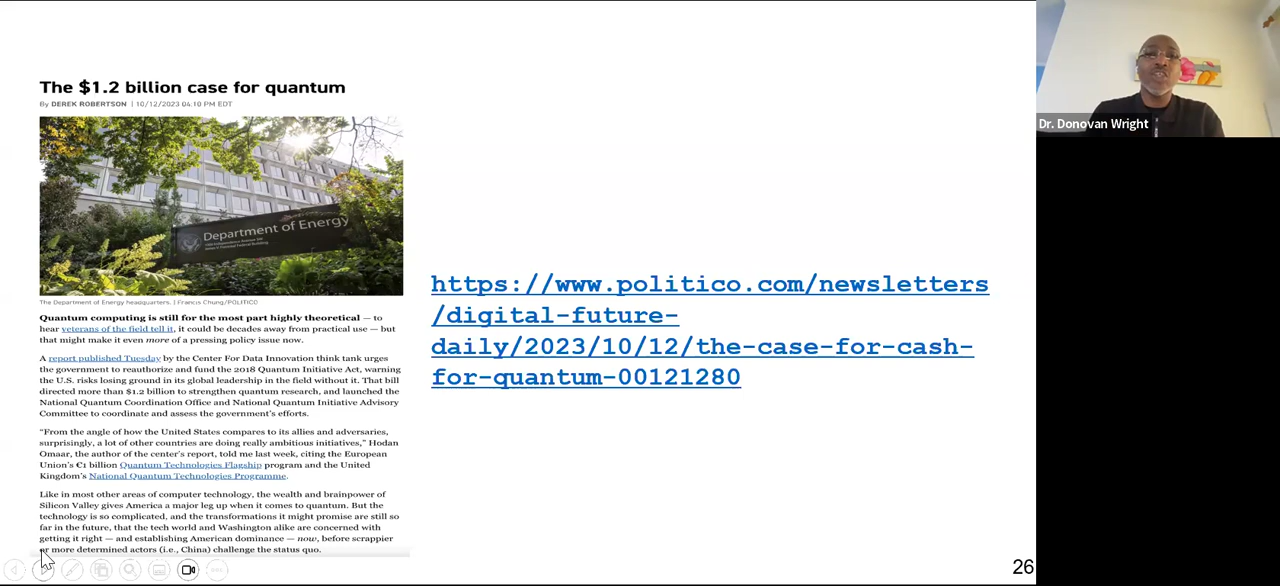 The $1.2 billion case for quantum
By DEREK ROBERTSON | 10/12/2023 04:10 PM EDT
Department of Energy
The Department of Energy headquarters. | Francis Chung/POLITICO
Quantum computing is still for the most part highly theoretical — to
hear veterans of the field tell it, it could be decades away from practical use — but
that might make it even more of a pressing policy issue now.
A report published Tuesday by the Center For Data Innovation think tank urges
the government to reauthorize and fund the 2018 Quantum Initiative Act, warning
the U.S. risks losing ground in its global leadership in the field without it. That bill
directed more than $1.2 billion to strengthen quantum research, and launched the
National Quantum Coordination Office and National Quantum Initiative Advisory
Committee to coordinate and assess the government's efforts.
“From the angle of how the United States compares to its allies and adversaries,
surprisingly, a lot of other countries are doing really ambitious initiatives,” Hodan
Omaar, the author of the center's report, told me last week, citing the European
Union's €1 billion Quantum Technologies Flagship program and the United
Kingdom's National Quantum Technologies Programme.
Like in most other areas of computer technology, the wealth and brainpower of
Silicon Valley gives America a major leg up when it comes to quantum. But the
technology is so complicated, and the transformations it might promise are still so
far in the future, that the tech world and Washington alike are concerned with
getting it right — and establishing American dominance — now, before scrappier
or more determined actors (i.e., China) challenge the status quo.
https://www.politico.com/newsletters
/digital-future-
daily/2023/10/12/the-case-for-cash-
for-quantum-00121280
26
Dr. Donovan Wright